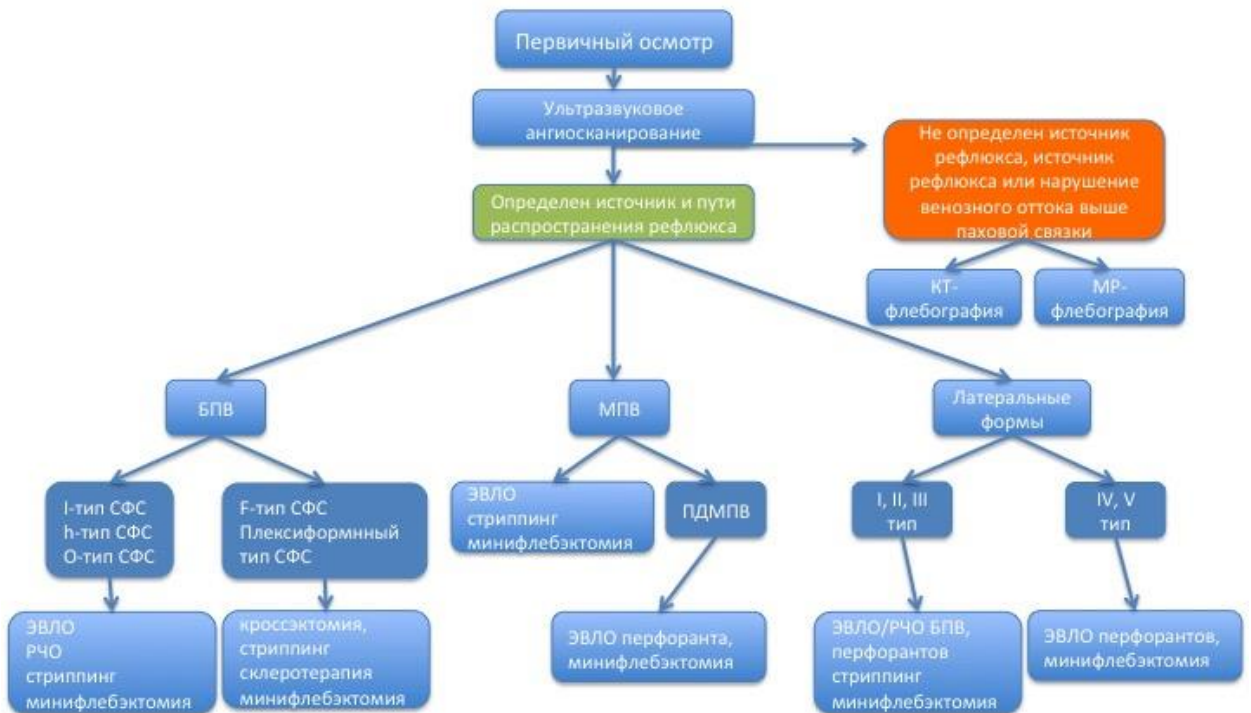 Первичный осмотр
Ультразвуковое
ангиосканирование
Не определен источник
рефлюкса, источник
рефлюкса или нарушение
венозного оттока выше
паховой связки
Определен источник и пути
распространения рефлюкса
КТ-
флебография
МР-
флебография
БПВ
МПВ
Латеральные
формы
I-тип СФС
h-тип СФС
O-тип СФС
F-тип СФС
Плексиформнный
тип СФС
ЭВЛО
стриппинг
минифлебэктомия
ПДМПВ
I, II, III
тип
IV, V
тип
ЭВЛО
РЧО
стриппинг
минифлебэктомия
кроссэктомия,
стриппинг
склеротерапия
минифлебэктомия
ЭВЛО перфоранта,
минифлебэктомия
ЭВЛО/РЧО БПВ,
перфорантов
стриппинг
минифлебэктомия
ЭВЛО перфорантов,
минифлебэктомия